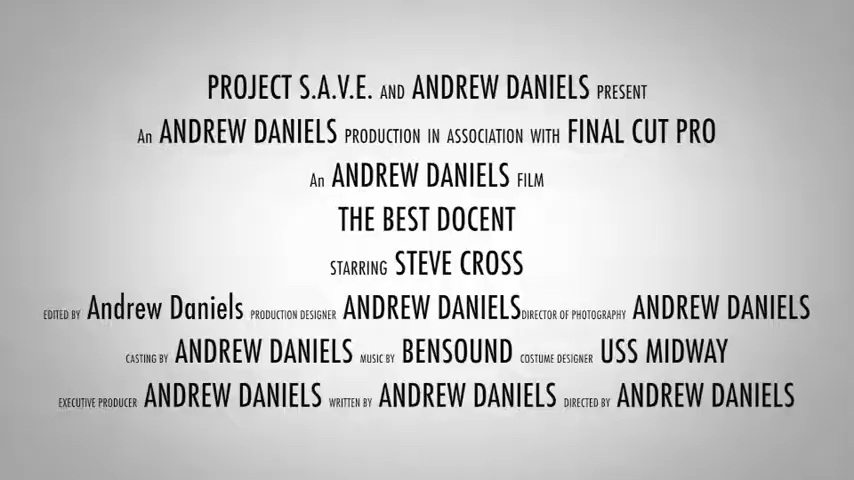 PROJECT S.A.V.E. AND ANDREW DANIELS PRESENT
An ANDREW DANIELS PRODUCTION IN ASSOCIATION WITH FINAL CUT PRO
An ANDREW DANIELS FILM
THE BEST DOCENT
STARRING STEVE CROSS
EDITED BY Andrew Daniels PRODUCTION DESIGNER ANDREW DANIELS DIRECTOR OF PHOTOGRAPHY ANDREW DANIELS
CASTING BY ANDREW DANIELS MUSIC BY BENSOUND COSTUME DESIGNER USS MIDWAY
EXECUTIVE PRODUCER ANDREW DANIELS WRITTEN BY ANDREW DANIELS DIRECTED BY ANDREW DANIELS